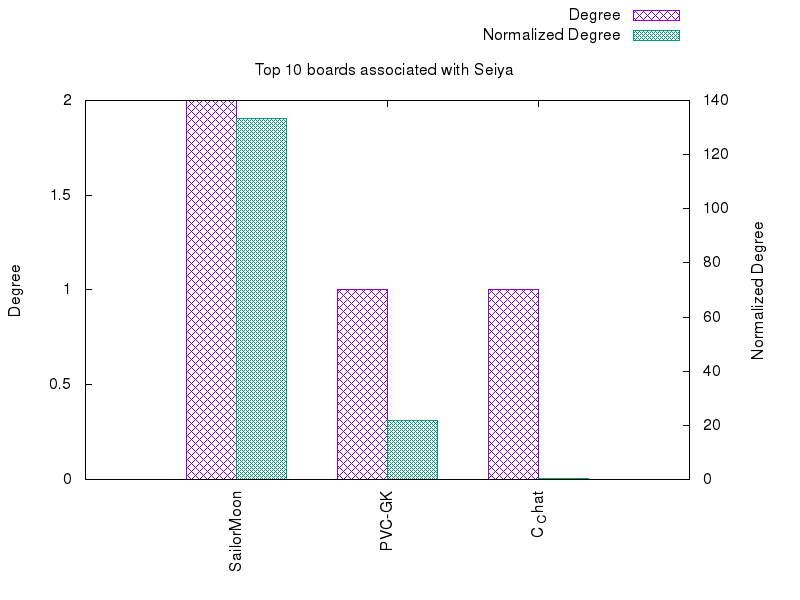 Degree
Normalized Degree
Top 10 boards associated with Seiya
2
1.5
1
0.5
0
140
120
100
80
60
40
20
0
Degree
Normalized Degree
SailorMoon
PVC-GK
CChat